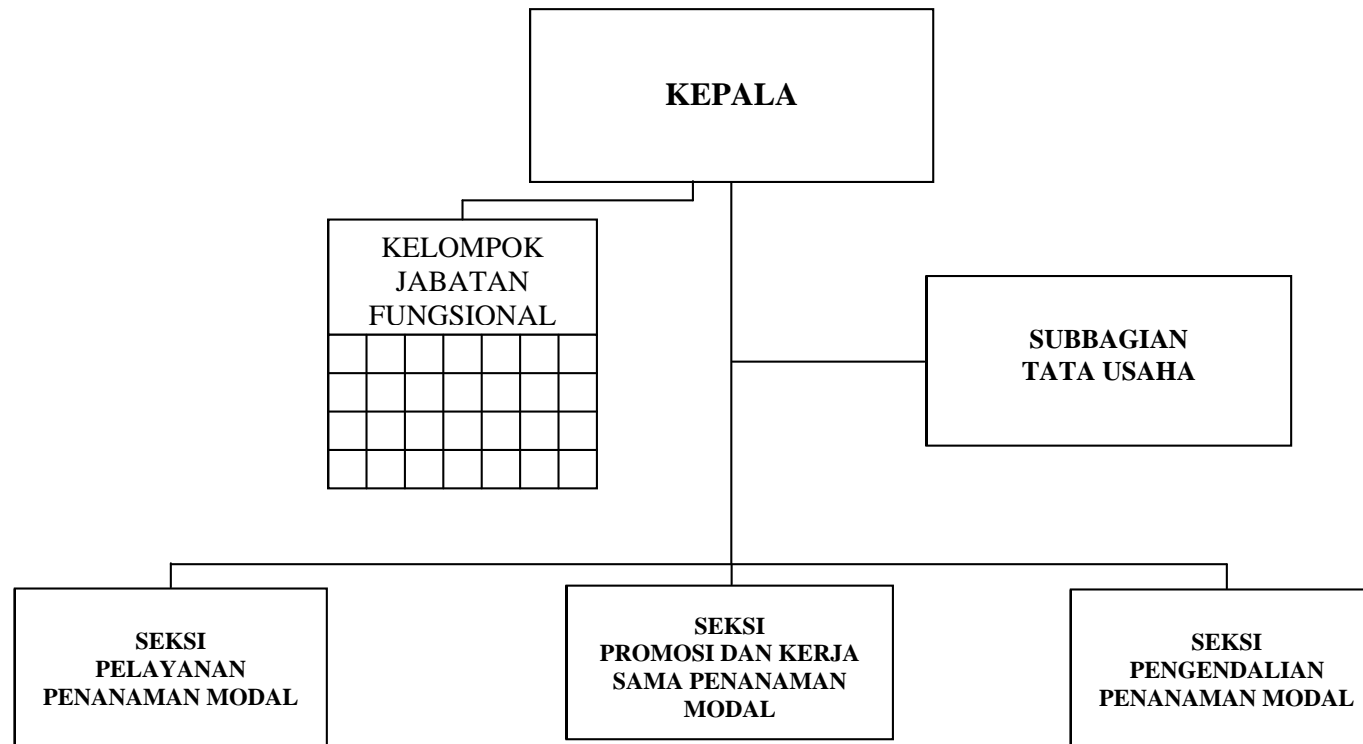 KEPALA
KELOMPOK
JABATAN
FUNGSIONAL
SUBBAGIAN
TATA USAHA
SEKSI
PELAYANAN
PENANAMAN MODAL
SEKSI
PROMOSI DAN KERJA
SAMA PENANAMAN
MODAL
SEKSI
PENGENDALIAN
PENANAMAN MODAL